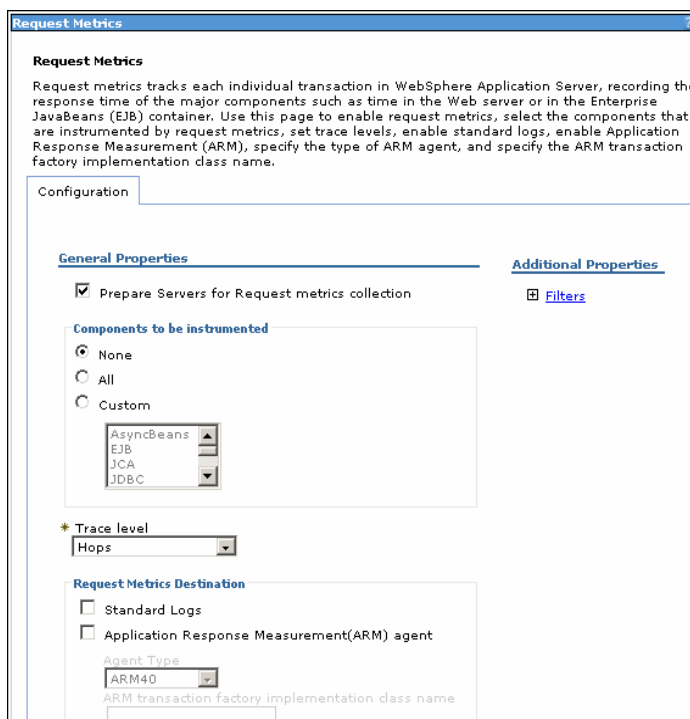 Request Metrics
?
Request Metrics
Request metrics tracks each individual transaction in WebSphere Application Server, recording the
response time of the major components such as time in the Web server or in the Enterprise
JavaBeans (EJB) container. Use this page to enable request metrics, select the components that
are instrumented by request metrics, set trace levels, enable standard logs, enable Application
Response Measurement (ARM), specify the type of ARM agent, and specify the ARM transaction
factory implementation class name.
Configuration
General Properties
Prepare Servers for Request metrics collection
Components to be instrumented
None
All
Custom
AsyncBeans
EJB
JCA
JDBC
* Trace level
Hops
Request Metrics Destination
Standard Logs
Application Response Measurement(ARM) agent
Agent Type
ARM40
ARM transaction factory implementation class name
Additional Properties
Filters